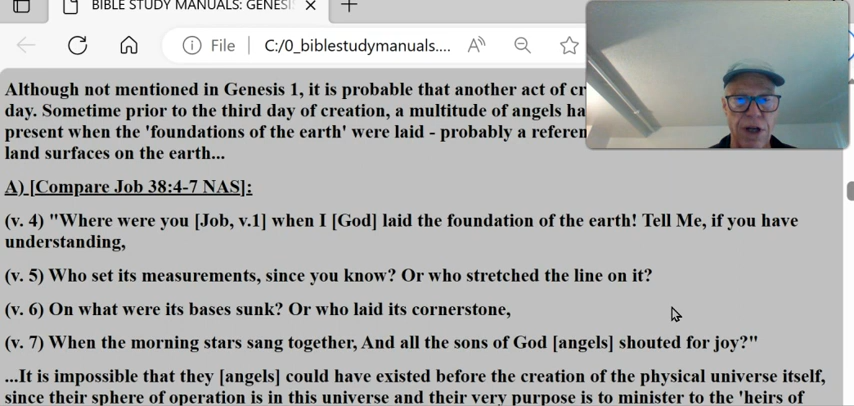 BIBLE STUDY MANUALS: GENESI
File C:/0_biblestudymanuals....
Although not mentioned in Genesis 1, it is probable that another act of cr
day. Sometime prior to the third day of creation, a multitude of angels ha
present when the 'foundations of the earth' were laid - probably a referen
land surfaces on the earth...
A) [Compare Job 38:4-7 NAS]:
(v. 4) "Where were you [Job, v.1] when I [God] laid the foundation of the earth! Tell Me, if you have
understanding,
(v. 5) Who set its measurements, since you know? Or who stretched the line on it?
(v. 6) On what were its bases sunk? Or who laid its cornerstone,
(v. 7) When the morning stars sang together, And all the sons of God [angels] shouted for joy?"
...It is impossible that they [angels] could have existed before the creation of the physical universe itself,
since their sphere of operation is in this universe and their very purpose is to minister to the 'heirs of